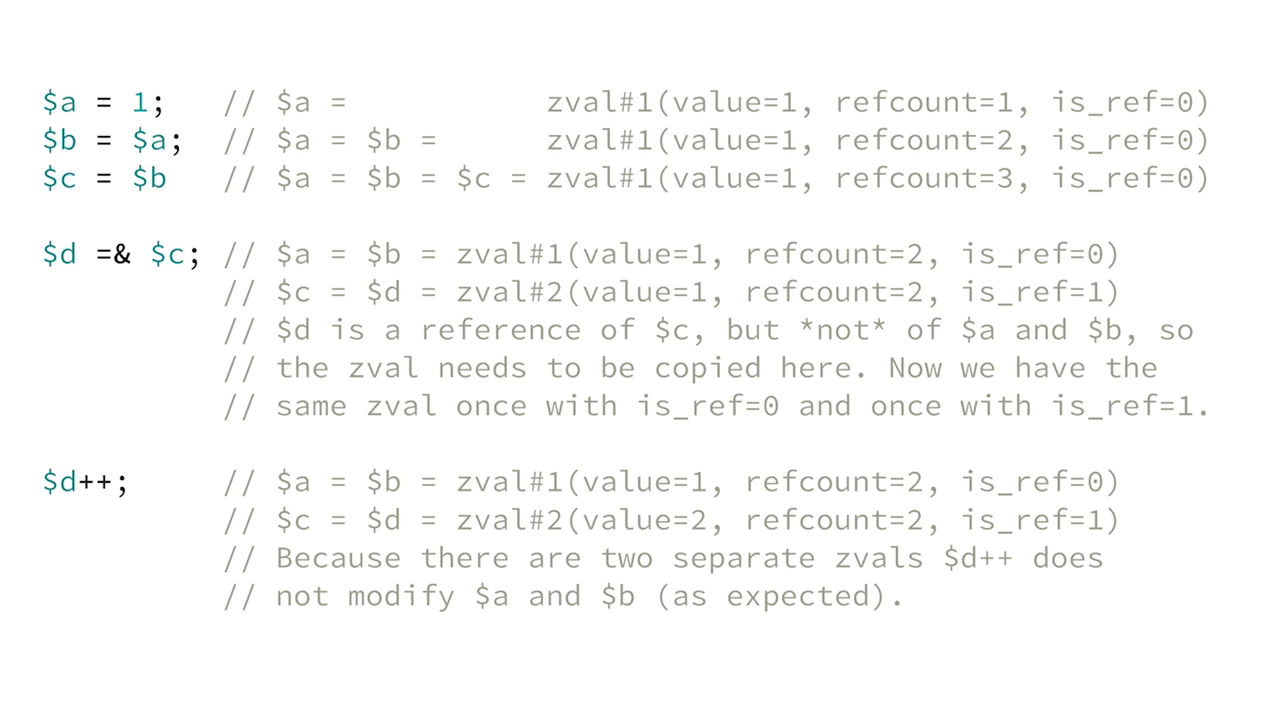 $a = 1;   // $a =           zval#1(value=1, refcount=1, is_ref=0)
$b = $a;  // $a = $b =      zval#1(value=1, refcount=2, is_ref=0)
$c = $b   // $a = $b = $c = zval#1(value=1, refcount=3, is_ref=0)
$d =& $c; // $a = $b = zval#1(value=1, refcount=2, is_ref=0)
          // $c = $d = zval#2(value=1, refcount=2, is_ref=1)
          // $d is a reference of $c, but *not* of $a and $b, so
          // the zval needs to be copied here. Now we have the
          // same zval once with is_ref=0 and once with is_ref=1.
$d++;     // $a = $b = zval#1(value=1, refcount=2, is_ref=0)
          // $c = $d = zval#2(value=2, refcount=2, is_ref=1)
          // Because there are two separate zvals $d++ does
          // not modify $a and $b (as expected).